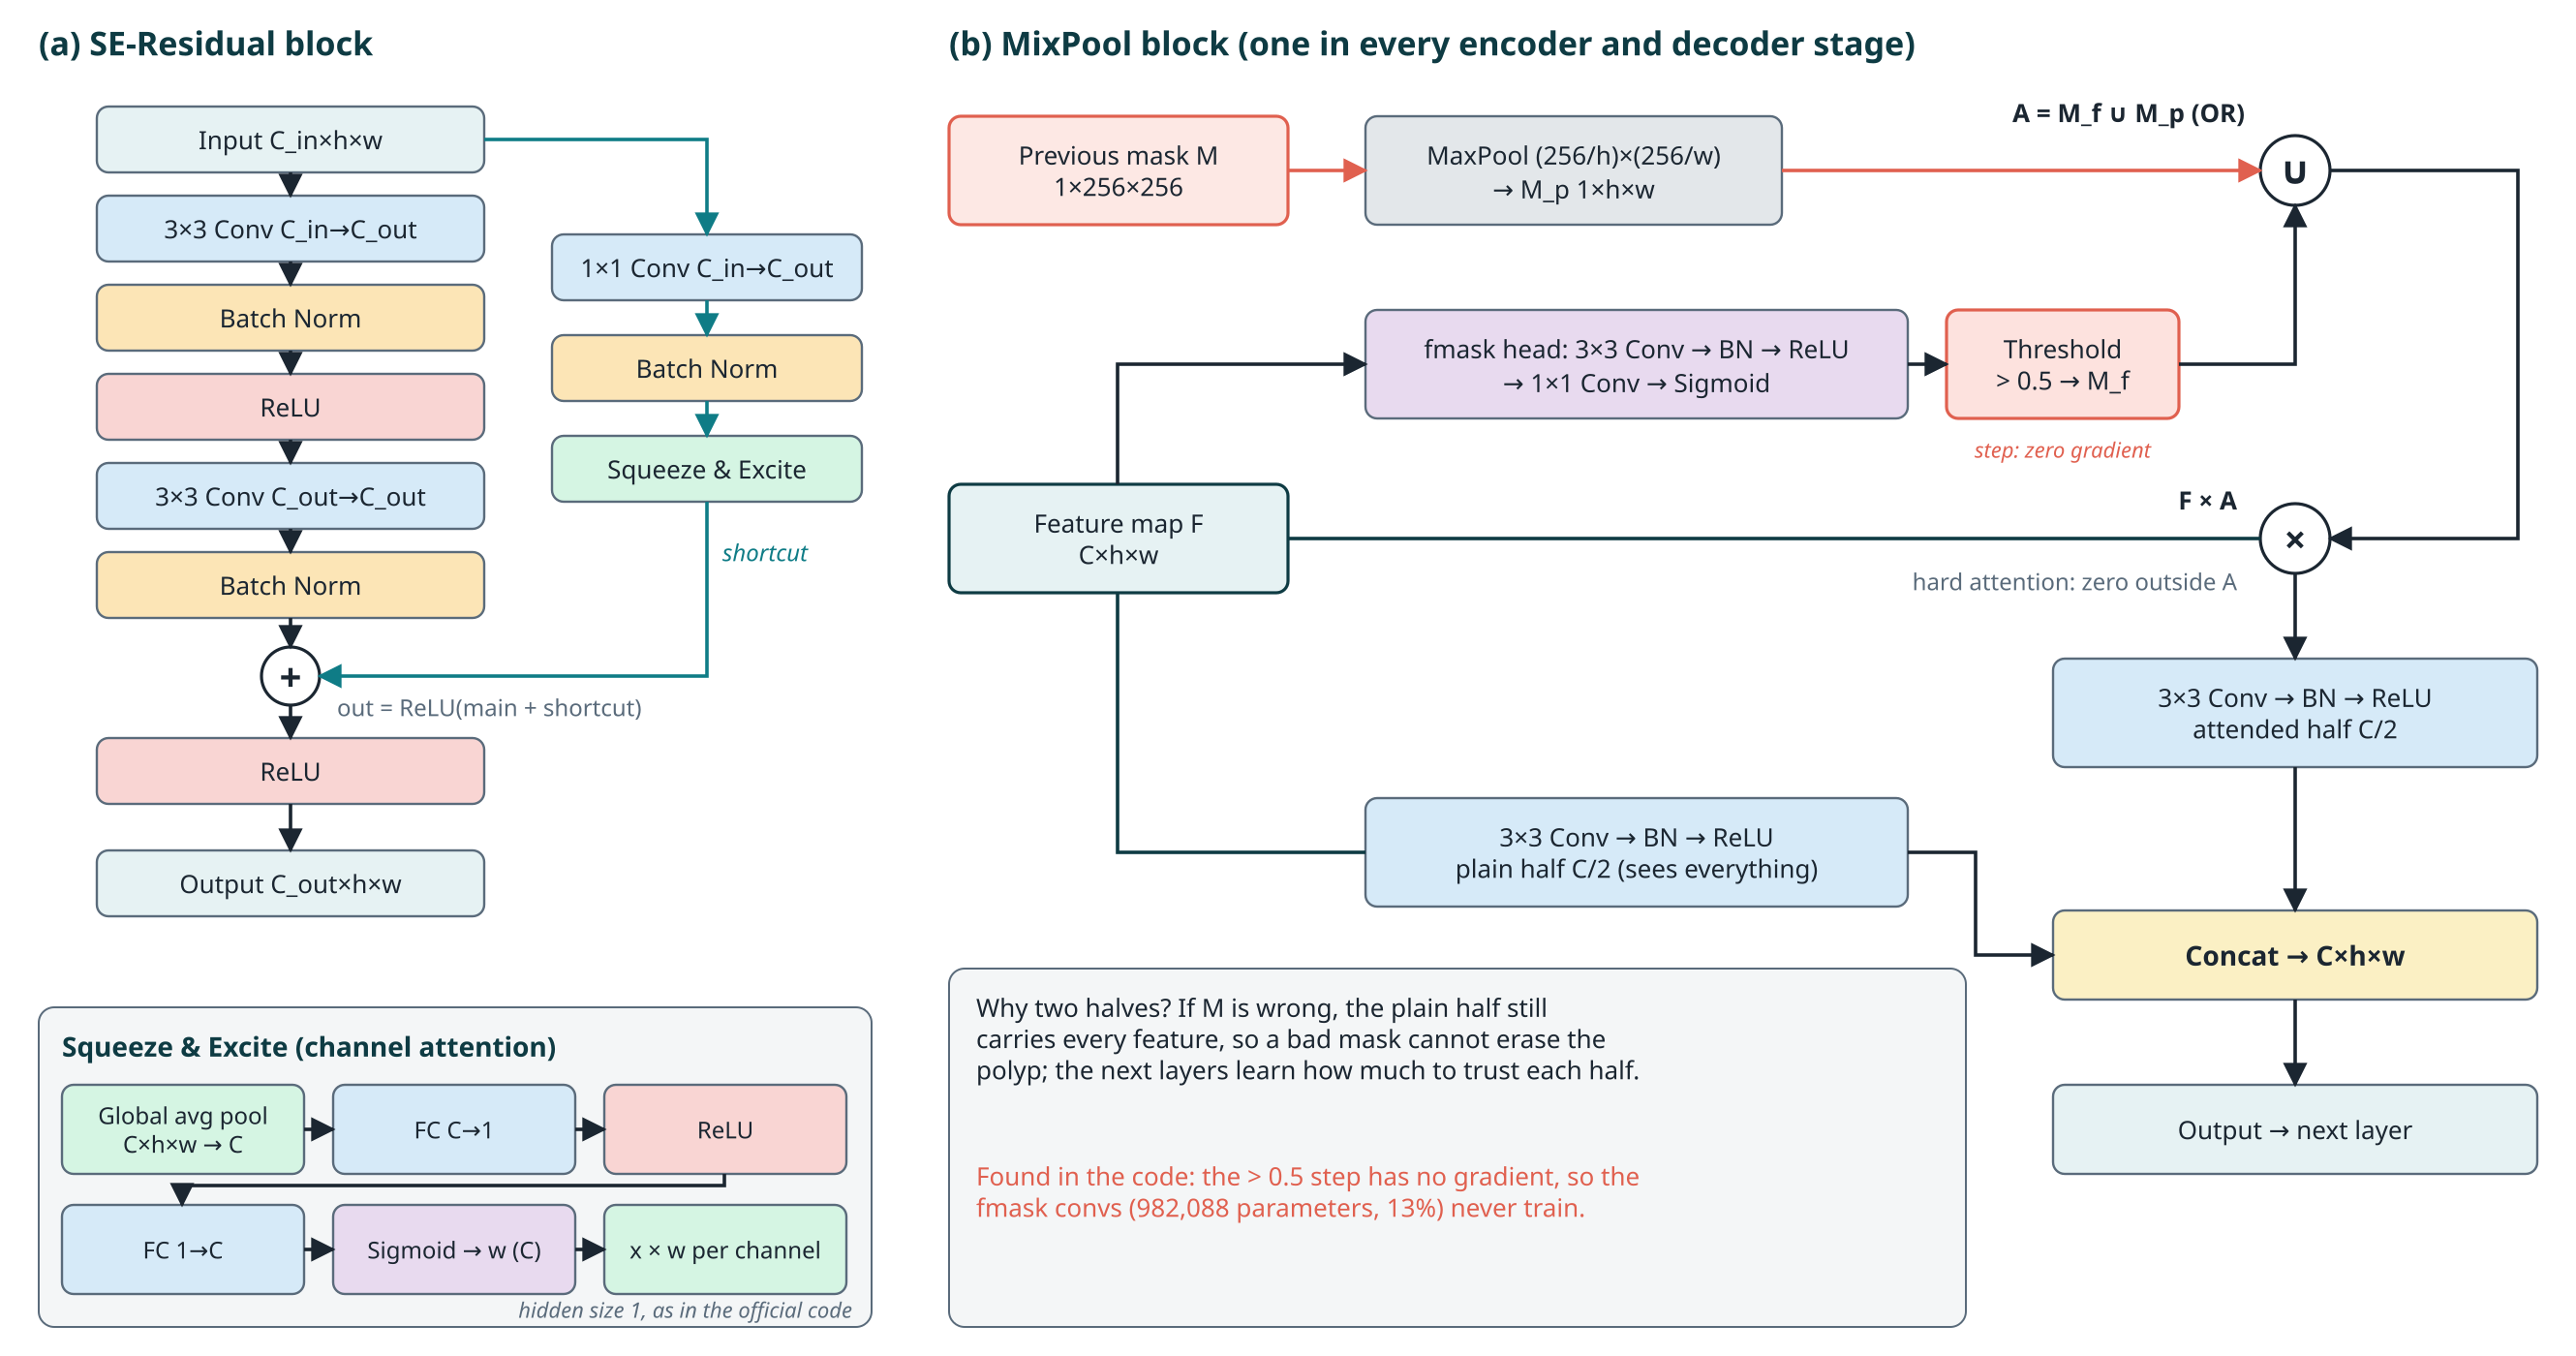 (a) SE-Residual block
Input C_in×h×w
3×3 Conv C_in→C_out
Batch Norm
ReLU
3×3 Conv C_out→C_out
Batch Norm
+
out = ReLU(main + shortcut)
ReLU
Output C_out×h×w
1×1 Conv C_in→C_out
Batch Norm
Squeeze & Excite
shortcut
Squeeze & Excite (channel attention)
Global avg pool
C×h×w → C
FC C→1
ReLU
FC 1→C
Sigmoid → w (C)
x × w per channel
hidden size 1, as in the official code
(b) MixPool block (one in every encoder and decoder stage)
Previous mask M
1×256×256
MaxPool (256/h)×(256/w)
→ M_p 1×h×w
A = M_f ∪ M_p (OR)
∪
fmask head: 3×3 Conv → BN → ReLU
→ 1×1 Conv → Sigmoid
Threshold
> 0.5 → M_f
step: zero gradient
Feature map F
C×h×w
F × A
×
hard attention: zero outside A
3×3 Conv → BN → ReLU
attended half C/2
3×3 Conv → BN → ReLU
plain half C/2 (sees everything)
Concat → C×h×w
Output → next layer
Why two halves? If M is wrong, the plain half still
carries every feature, so a bad mask cannot erase the
polyp; the next layers learn how much to trust each half.
Found in the code: the > 0.5 step has no gradient, so the
fmask convs (982,088 parameters, 13%) never train.